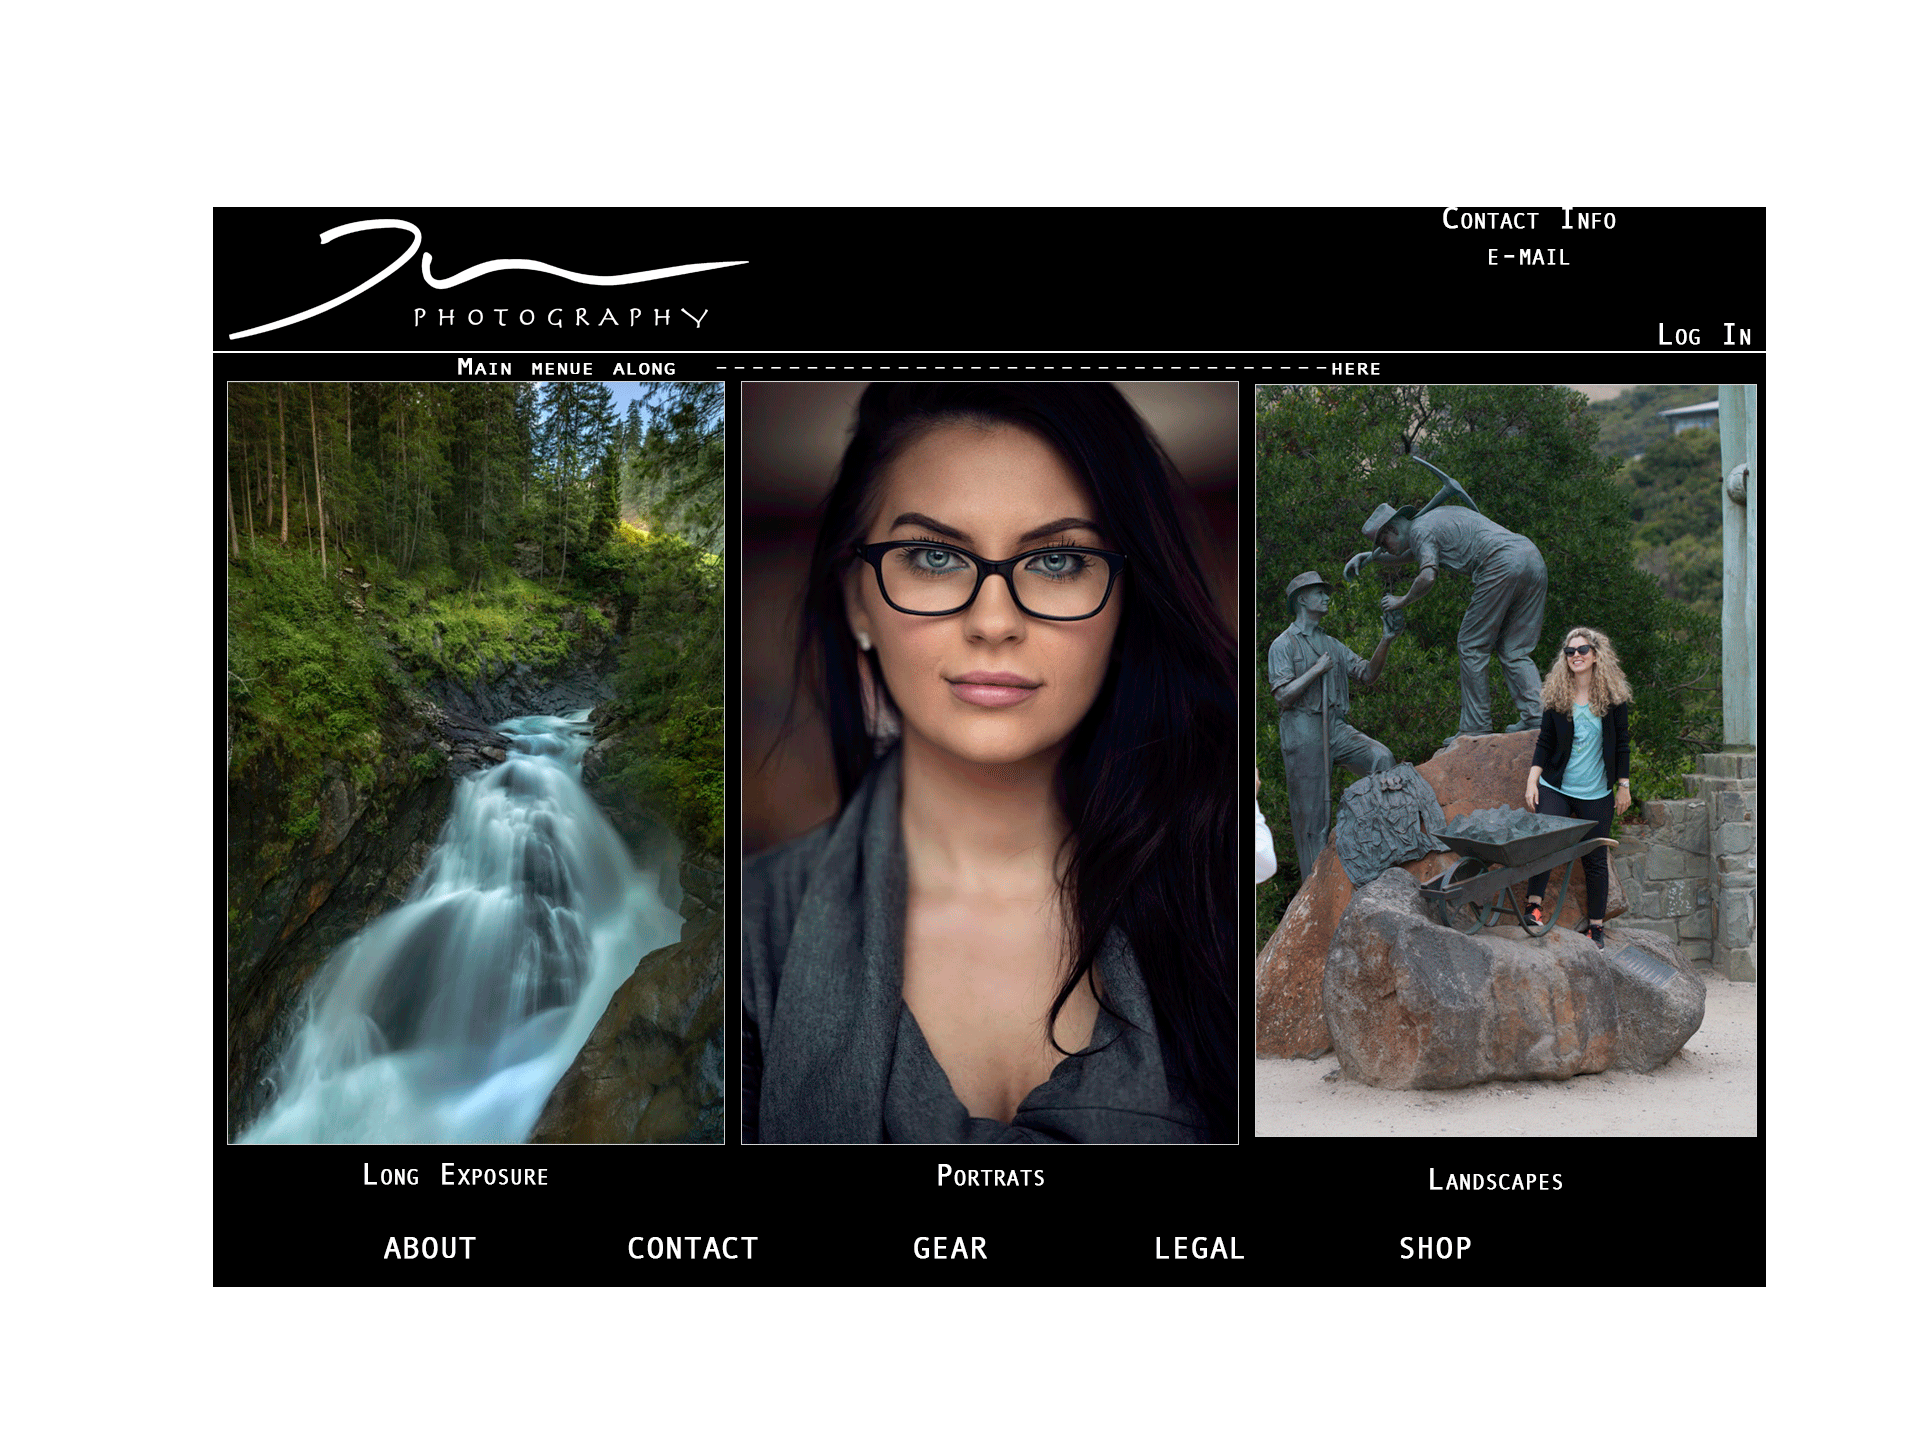 PHOTOGRAPHY
Contact Info
e-mail
Log In
Main menue along ----------------------------------here
Long Exposure
Portrats
Landscapes
ABOUT CONTACT GEAR LEGAL SHOP